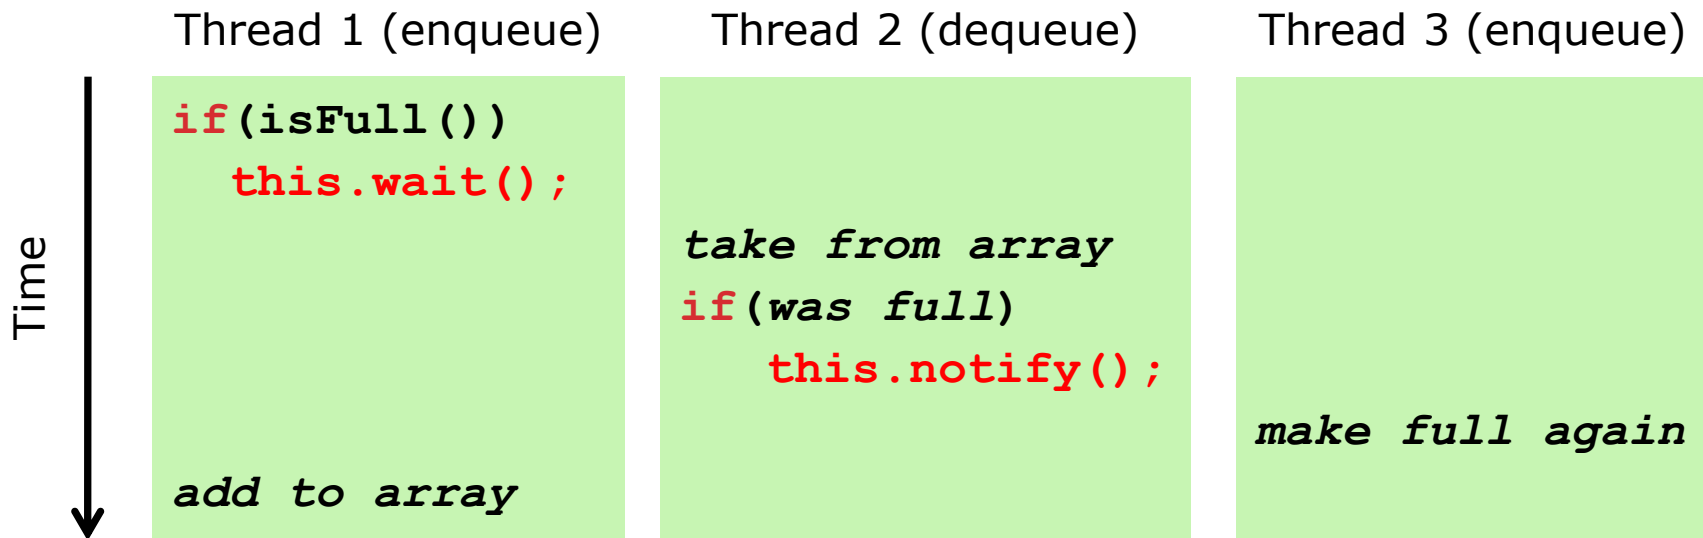 Thread 1 (enqueue)
Thread 2 (dequeue)
Thread 3 (enqueue)
Time
if(isFull())
this.wait();
add to array
take from array
if(was full)
this.notify();
make full again